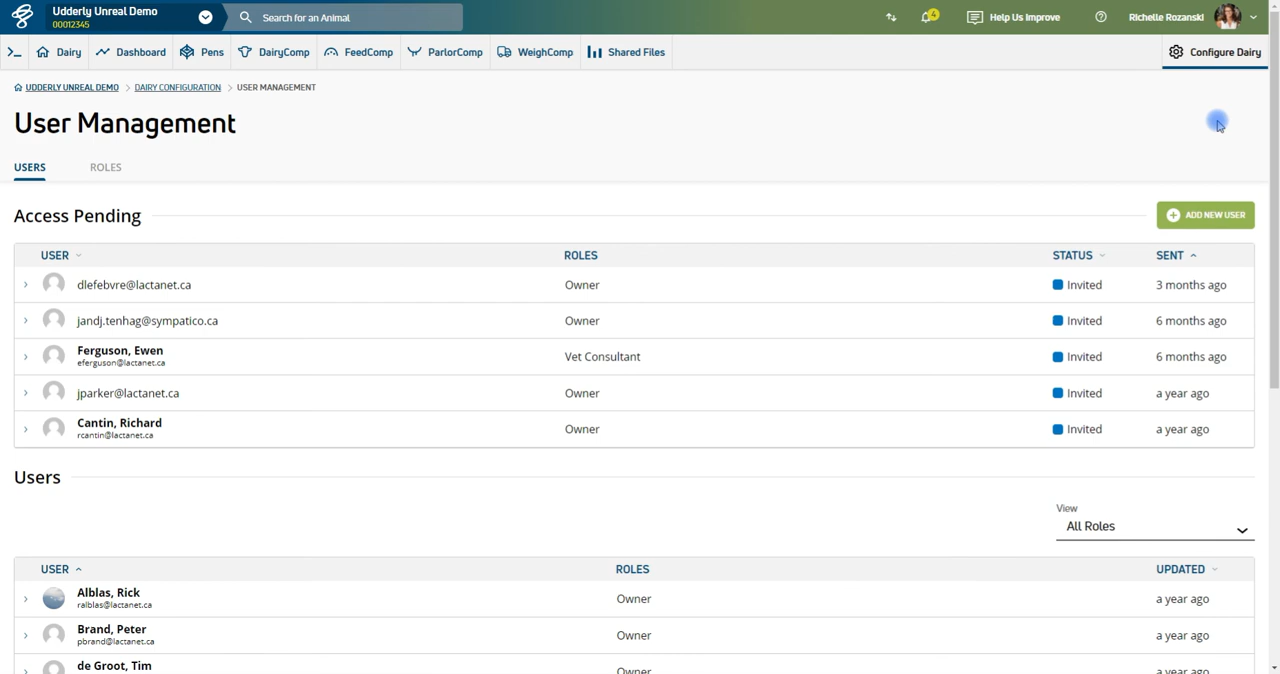 Udderly Unreal Demo
00012345
Search for an Animal
4
Help Us Improve
Richelle Rozanski
Dairy
Dashboard
Pens
DairyComp
FeedComp
ParlorComp
WeighComp
Shared Files
Configure Dairy
UDDERLY UNREAL DEMO > DAIRY CONFIGURATION > USER MANAGEMENT
User Management
USERS
ROLES
Access Pending
ADD NEW USER
USER ROLES STATUS SENT
dlefebvre@lactanet.ca Owner Invited 3 months ago
jandj.tenhag@sympatico.ca Owner Invited 6 months ago
Ferguson, Ewen
eferguson@lactanet.ca
Vet Consultant Invited 6 months ago
jparker@lactanet.ca Owner Invited a year ago
Cantin, Richard
rcantin@lactanet.ca
Owner Invited a year ago
Users
View
All Roles
USER ROLES UPDATED
Alblas, Rick
ralblas@lactanet.ca
Owner a year ago
Brand, Peter
pbrand@lactanet.ca
Owner a year ago
de Groot, Tim
Owner a year ago